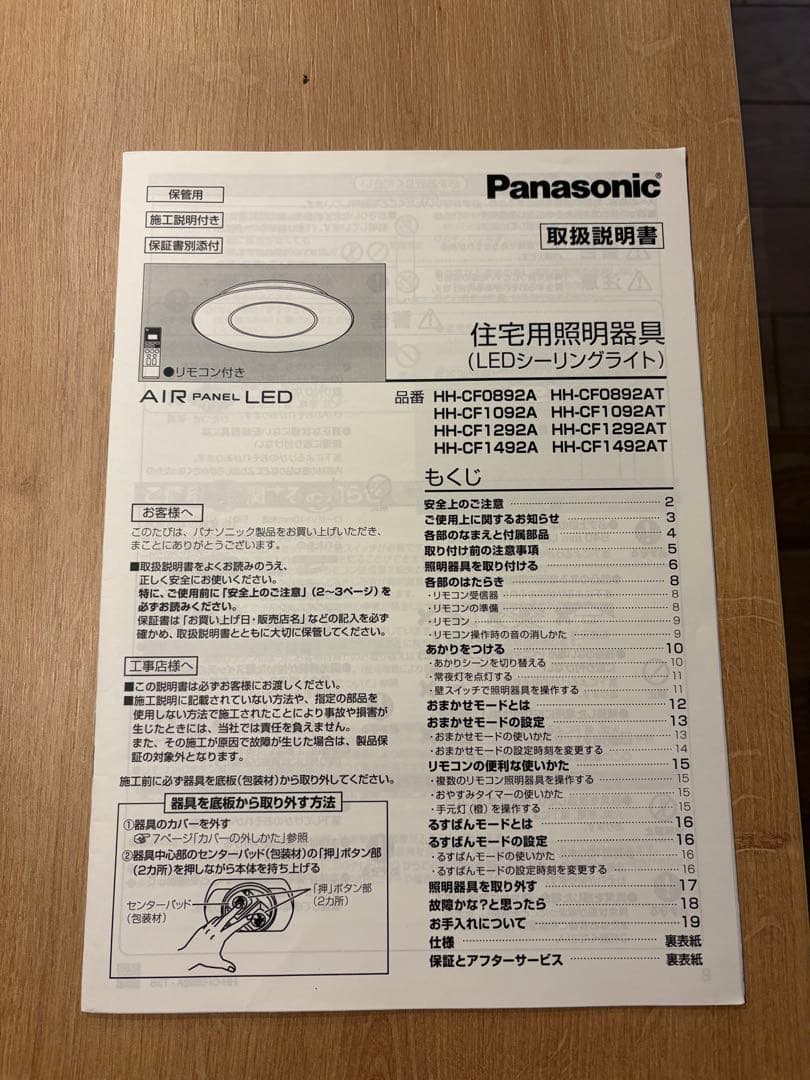 保管用
施工説明付き
保証書別添付
Panasonic®
取扱説明書
●リモコン付き
AIR PANEL LED
住宅用照明器具
(LEDシーリングライト)
品番 HH-CF0892A HH-CF0892AT
HH-CF1092A HH-CF1092AT
HH-CF1292A HH-CF1292AT
HH-CF1492A HH-CF1492AT
お客様へ
このたびは、パナソニック製品をお買い上げいただき、
まことにありがとうございます。
■取扱説明書をよくお読みのうえ、
正しく安全にお使いください。
特に、ご使用前に「安全上のご注意」(2〜3ページ)を
必ずお読みください。
保証書は「お買い上げ日・販売店名」などの記入を必ず
確かめ、取扱説明書とともに大切に保管してください。
工事店様へ
■この説明書は必ずお客様にお渡しください。
■施工説明に記載されていない方法や、指定の部品を
使用しない方法で施工されたことにより事故や損害が
生じたときには、当社では責任を負えません。
また、その施工が原因で故障が生じた場合は、製品保
証の対象外となります。
施工前に必ず器具を底板(包装材)から取り外してください。
器具を底板から取り外す方法
①器具のカバーを外す
☞7ページ「カバーの外しかた」参照
②器具中心部のセンターパッド(包装材)の「押」ボタン部
(2カ所)を押しながら本体を持ち上げる
センターパッド
(包装材)
「押」ボタン部
(2カ所)
もくじ
安全上のご注意 2
ご使用上に関するお知らせ 3
各部のなまえと付属部品 4
取り付け前の注意事項 5
照明器具を取り付ける 6
各部のはたらき 8
・リモコン受信器 8
・リモコンの準備 8
・リモコン 9
・リモコン操作時の音の消しかた 9
あかりをつける 10
・あかりシーンを切り替える 10
・常夜灯を点灯する 11
・壁スイッチで照明器具を操作する 11
おまかせモードとは 12
おまかせモードの設定 13
・おまかせモードの使いかた 13
・おまかせモードの設定時刻を変更する 14
リモコンの便利な使いかた 15
・複数のリモコン照明器具を操作する 15
・おやすみタイマーの使いかた 15
・手元灯(橙)を操作する 15
るすばんモードとは 16
るすばんモードの設定 16
・るすばんモードの使いかた 16
・るすばんモードの設定時刻を変更する 16
照明器具を取り外す 17
故障かな?と思ったら 18
お手入れについて 19
仕様 裏表紙
保証とアフターサービス 裏表紙